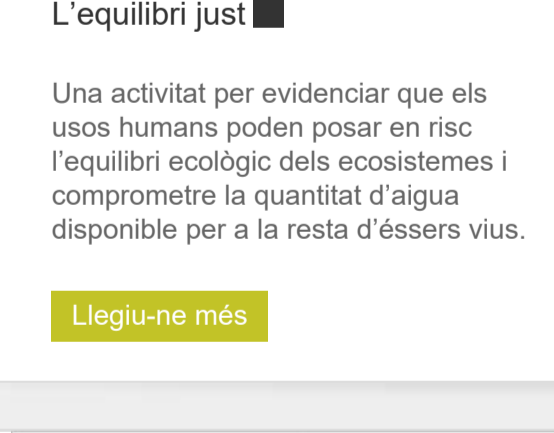 L’equilibri just
Una activitat per evidenciar que els
usos humans poden posar en risc
l’equilibri ecològic dels ecosistemes i
comprometre la quantitat d’aigua
disponible per a la resta d’éssers vius.
Llegiu-ne més